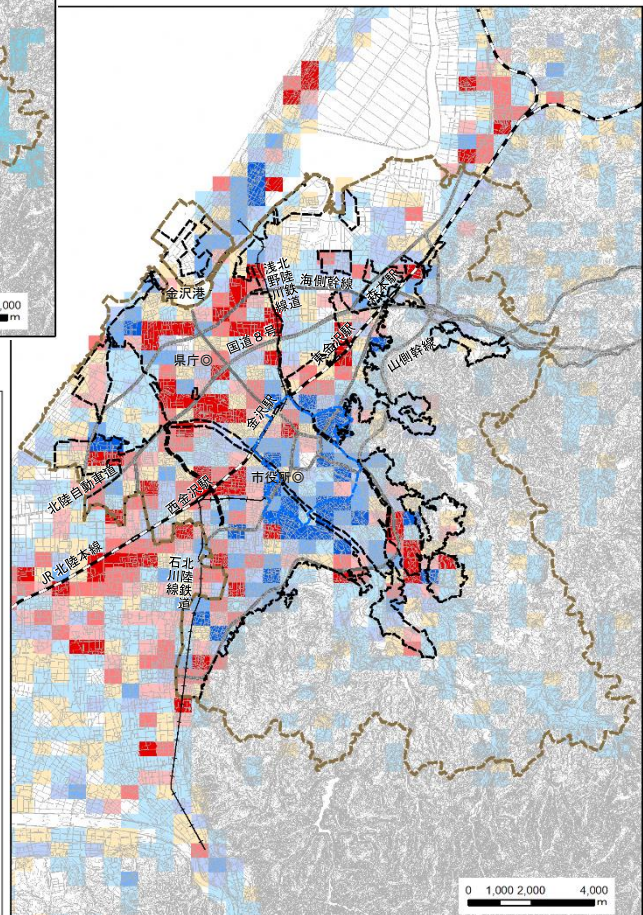 ,000
m
北陸鉄道
浅野川線
海側幹線
森本駅
金沢港
国道8号
東金沢駅
県庁◎
山側幹線
金沢駅
市役所◎
北陸自動車道
西金沢駅
JR北陸本線
北陸鉄道
石川線
0 1,000 2,000 4,000
m